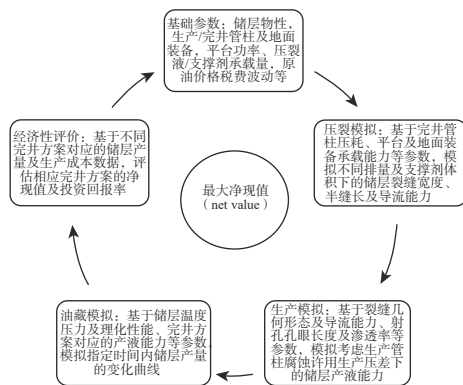 基础参数：储层物性，
生产/完井管柱及地面
装备，平台功率、压裂
液/支撑剂承载量，原
油价格税费波动等
压裂模拟：基于完井管
柱压耗、平台及地面装
备承载能力等参数，模
拟不同排量及支撑剂体
积下的储层裂缝宽度、
半缝长及导流能力
生产模拟：基于裂缝几
何形态及导流能力、射
孔孔眼长度及渗透率等
参数，模拟考虑生产管
柱腐蚀许用生产压差下
的储层产液能力
油藏模拟：基于储层温度
压力及理化性能、完井方
案对应的产液能力等参数
模拟指定时间内储层产量
的变化曲线
经济性评价：基于不同
完井方案对应的储层产
量及生产成本数据，评
估相应完井方案的净
现值及投资回报率
最大净现值
（net value）